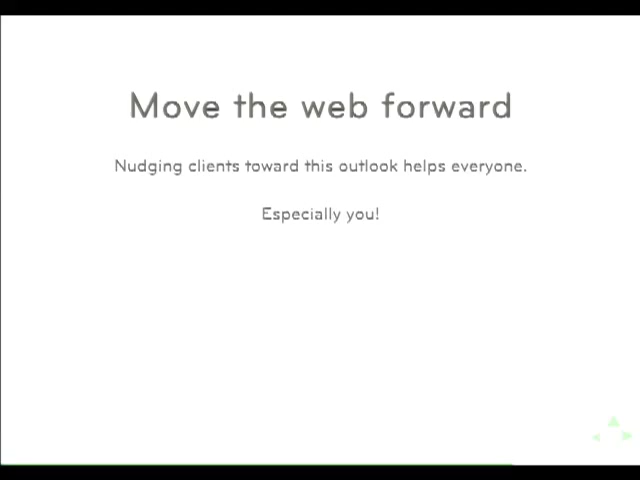 Move the web forward
Nudging clients toward this outlook helps everyone.
Especially you!